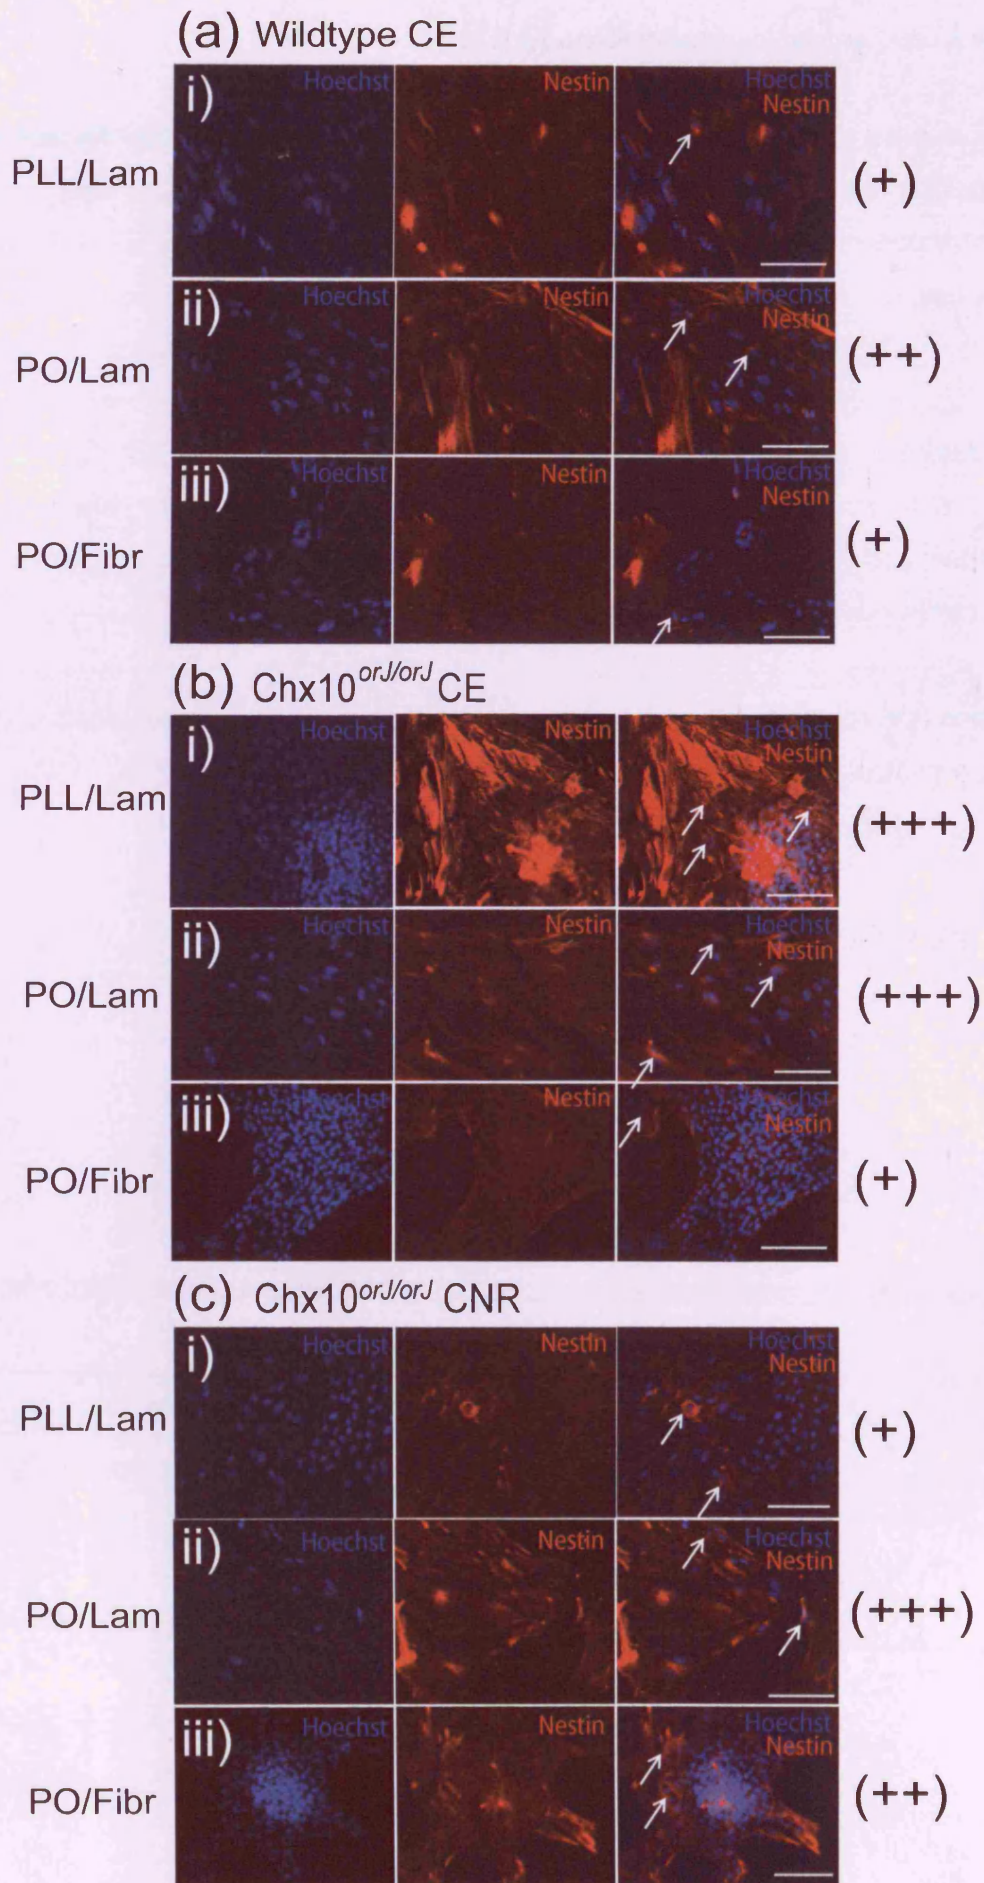 (a) Wildtype CE
i) Hoechst Nestin Hoechst Nestin
PLL/Lam (+)
ii) Hoechst Nestin Hoechst Nestin
PO/Lam (++)
iii) Hoechst Nestin Hoechst Nestin
PO/Fibr (+)
(b) Chx10orJ/orJ CE
i) Hoechst Nestin Hoechst Nestin
PLL/Lam (+++)
ii) Hoechst Nestin Hoechst Nestin
PO/Lam (+++)
iii) Hoechst Nestin Hoechst Nestin
PO/Fibr (+)
(c) Chx10orJ/orJ CNR
i) Hoechst Nestin Hoechst Nestin
PLL/Lam (+)
ii) Hoechst Nestin Hoechst Nestin
PO/Lam (+++)
iii) Hoechst Nestin Hoechst Nestin
PO/Fibr (++)